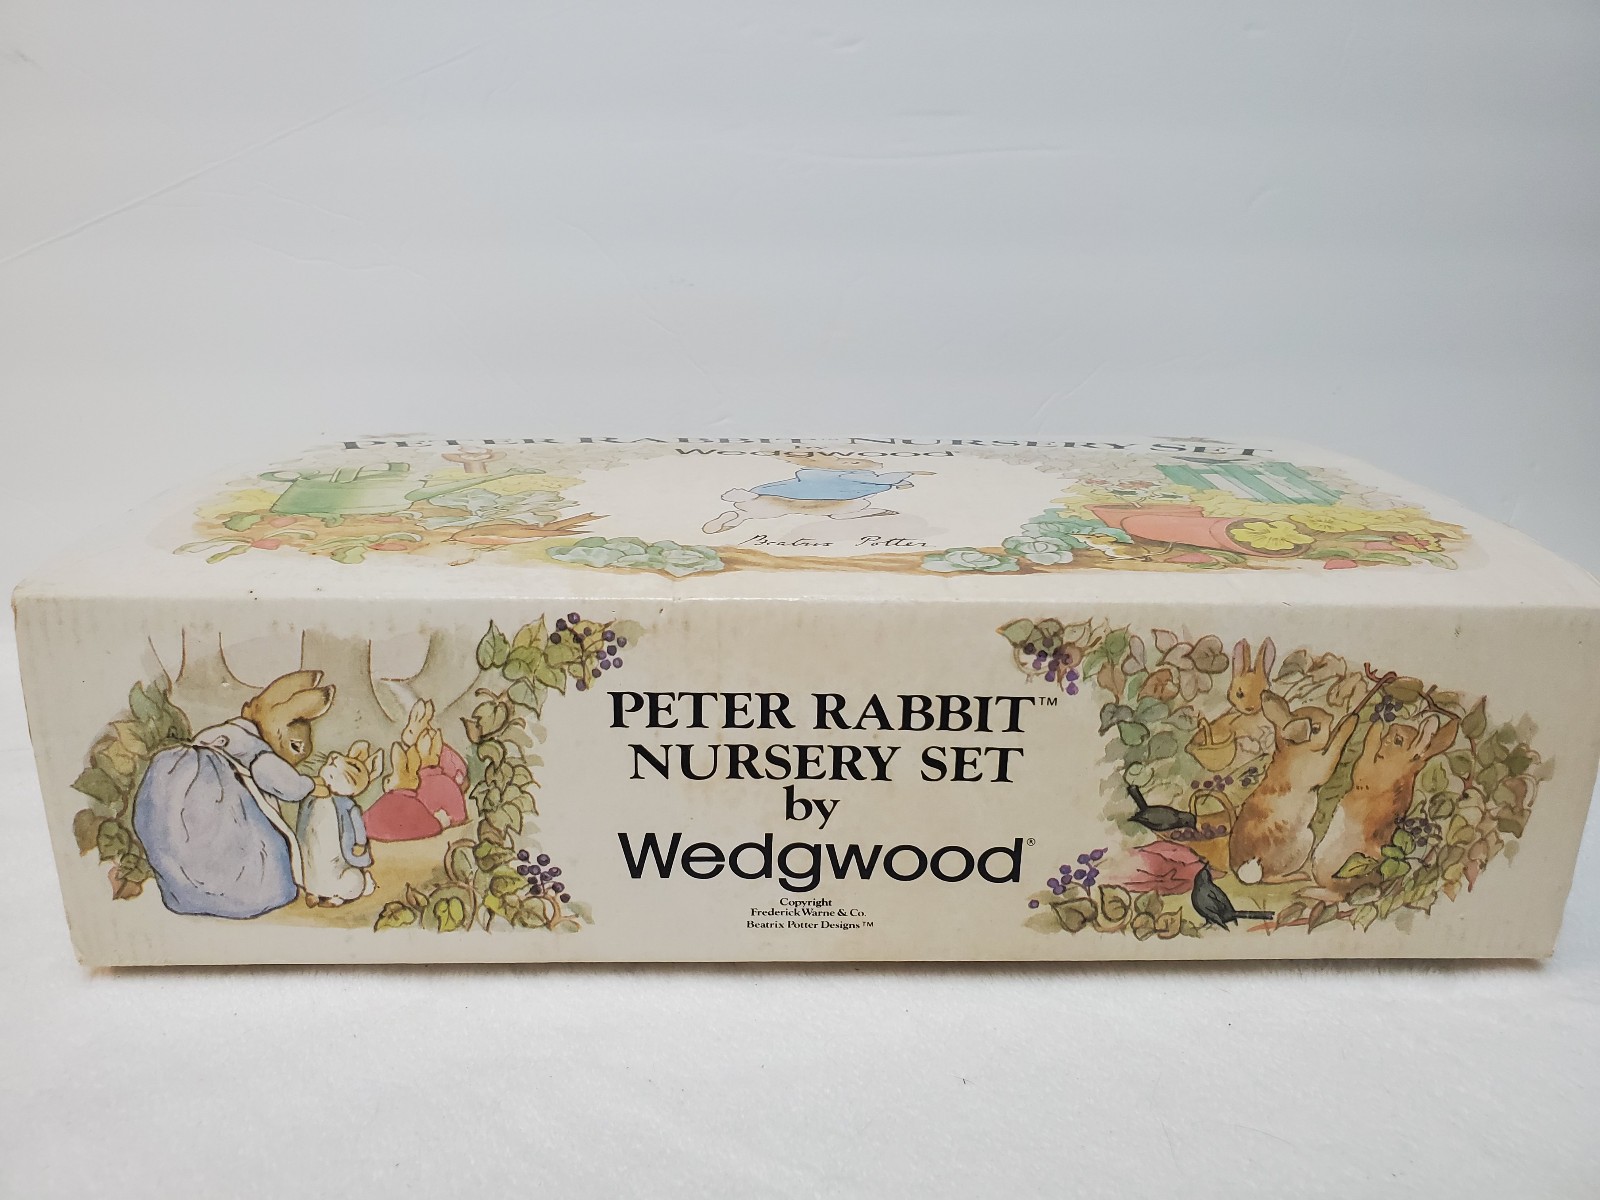 PETER RABBIT™ NURSERY SET
by
Wedgwood®
Beatrix Potter
PETER RABBIT™
NURSERY SET
by
Wedgwood®
Copyright
Frederick Warne & Co.
Beatrix Potter Designs™